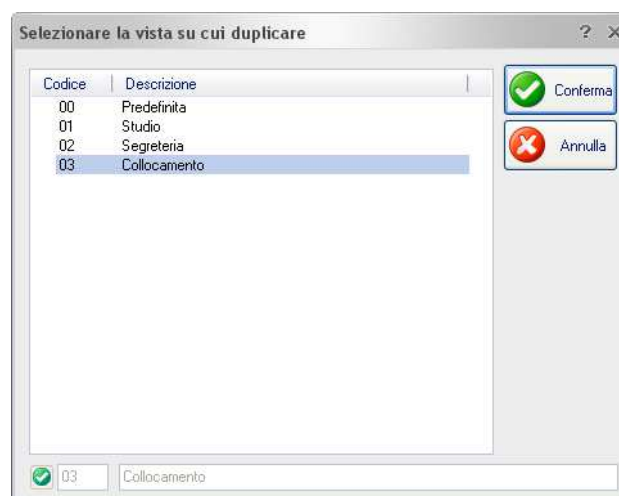 Selezionare la vista su cui duplicare ? X
Codice Descrizione
Conferma
00 Predefinita
01 Studio
02 Segreteria
Annulla
03 Collocamento
03 Collocamento